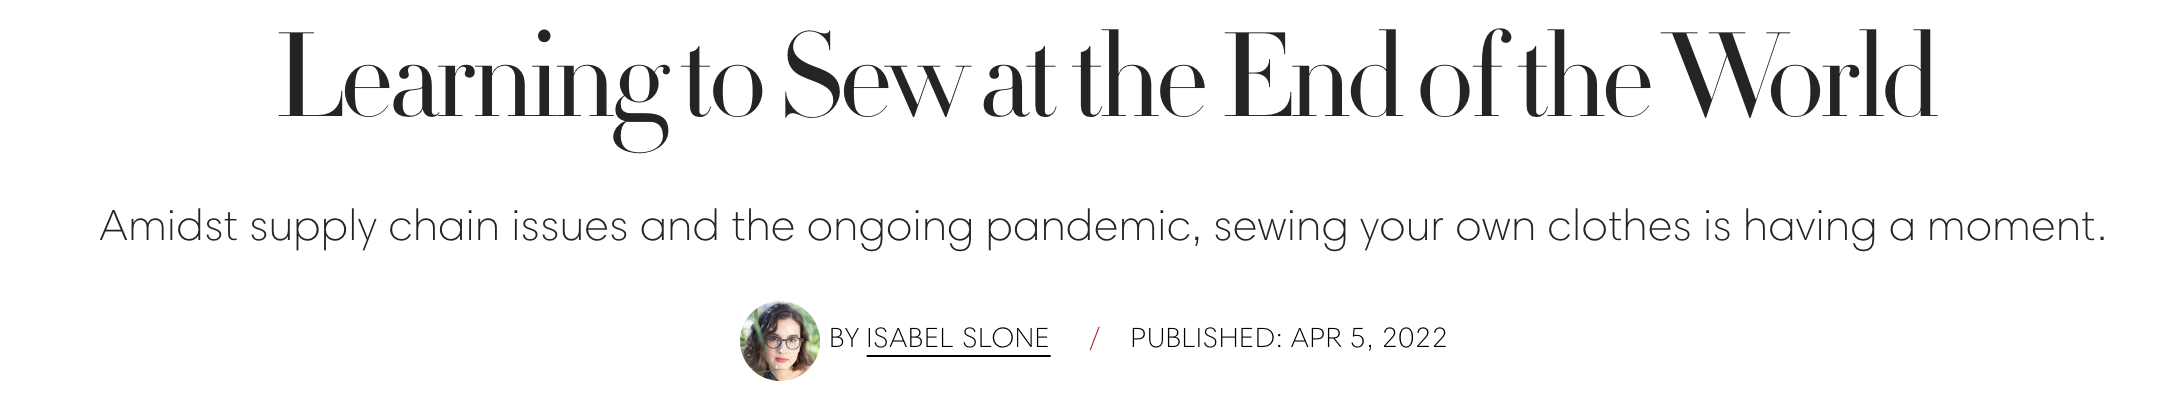 Learning to Sew at the End of the World
Amidst supply chain issues and the ongoing pandemic, sewing your own clothes is having a moment.
BY ISABEL SLONE / PUBLISHED: APR 5, 2022